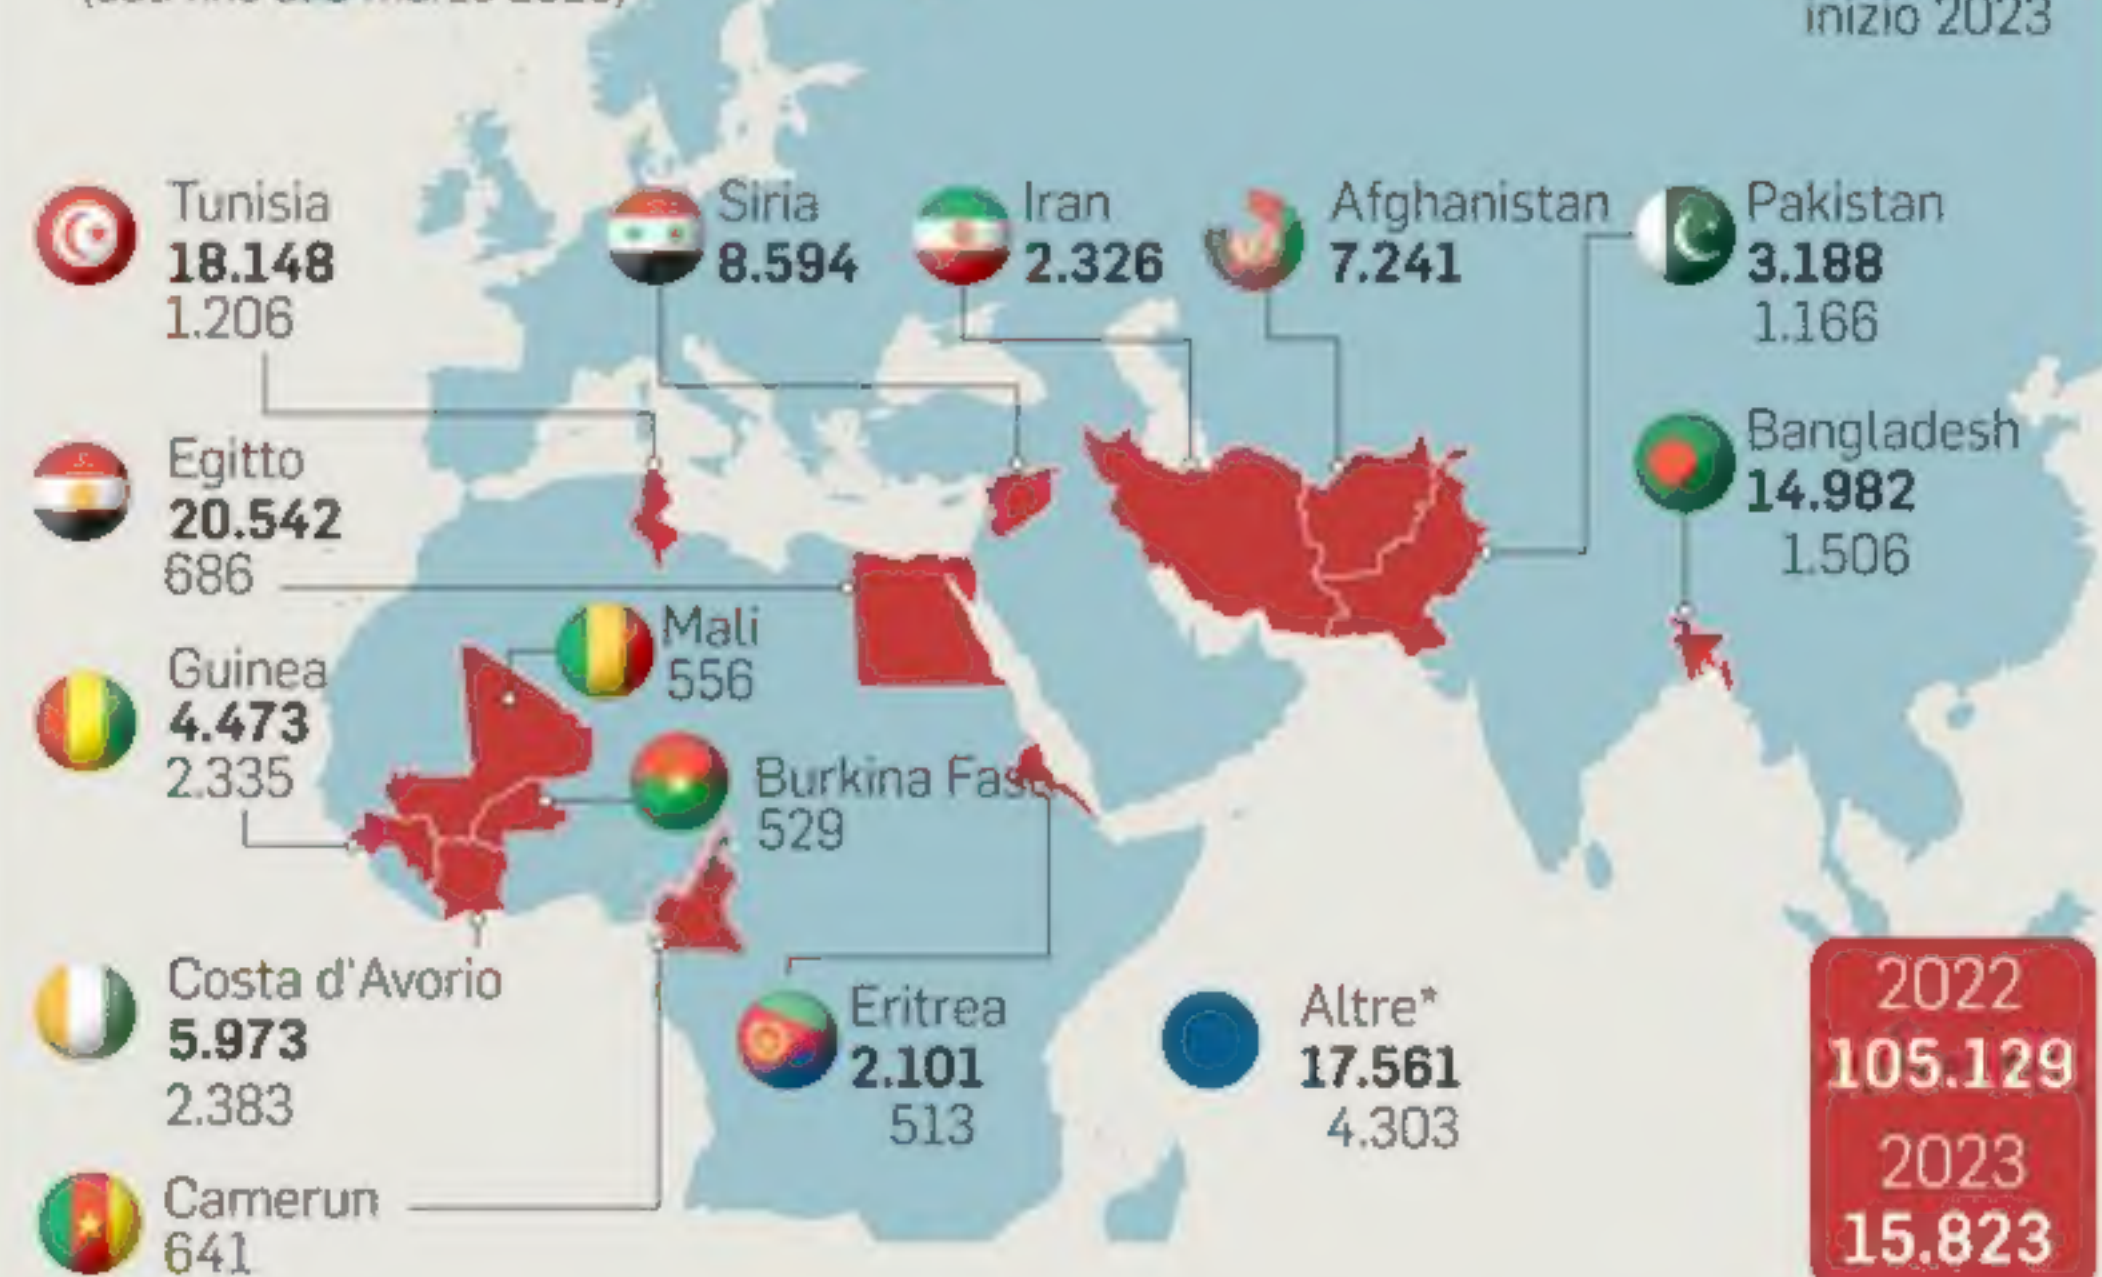 inizio 2023
Tunisia
18.148
1.206
Siria
8.594
Iran
2.326
Afghanistan
7.241
Pakistan
3.188
1.166
Egitto
20.542
686
Bangladesh
14.982
1.506
Mali
556
Guinea
4.473
2.335
Burkina Faso
529
Costa d'Avorio
5.973
2.383
Eritrea
2.101
513
Altre*
17.561
4.303
Camerun
641
2022
105.129
2023
15.823